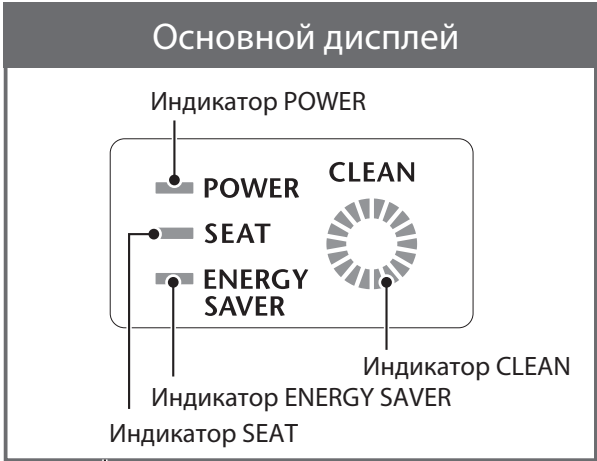 Основной дисплей
Индикатор POWER
POWER
CLEAN
SEAT
ENERGY
SAVER
Индикатор CLEAN
Индикатор ENERGY SAVER
Индикатор SEAT